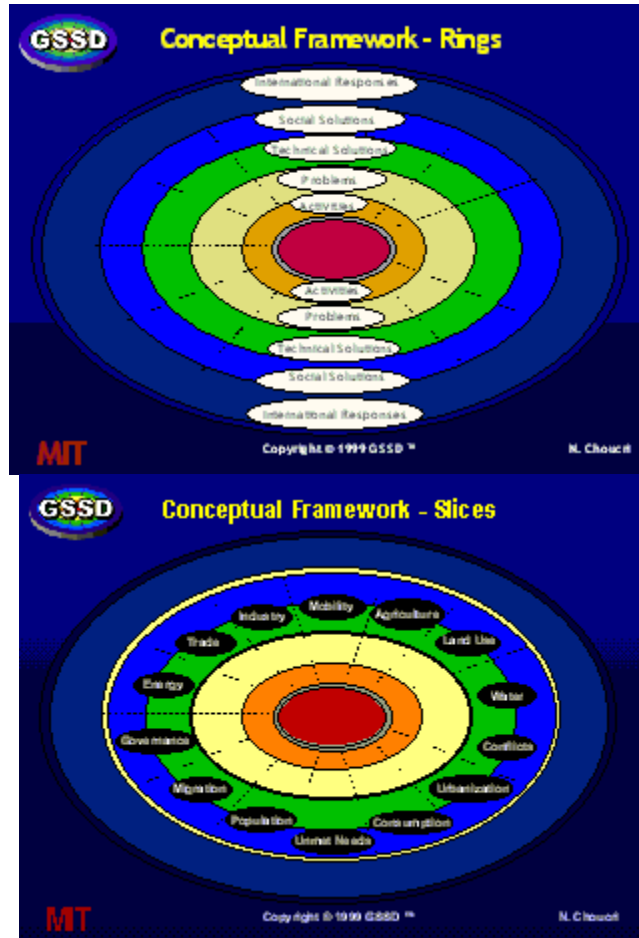 GSSD
Conceptual Framework - Rings
International Responses
Social Solutions
Technical Solutions
Problems
Activities
Activities
Problems
Technical Solutions
Social Solutions
International Responses
MIT
Copyright © 1999 GSSD ™
N. Choucri
GSSD
Conceptual Framework - Slices
Mobility
Industry
Agriculture
Trade
Land Use
Energy
Water
Governance
Conflicts
Migration
Urbanization
Population
Consumption
Unmet Needs
MIT
Copyright © 1999 GSSD ™
N. Choucri